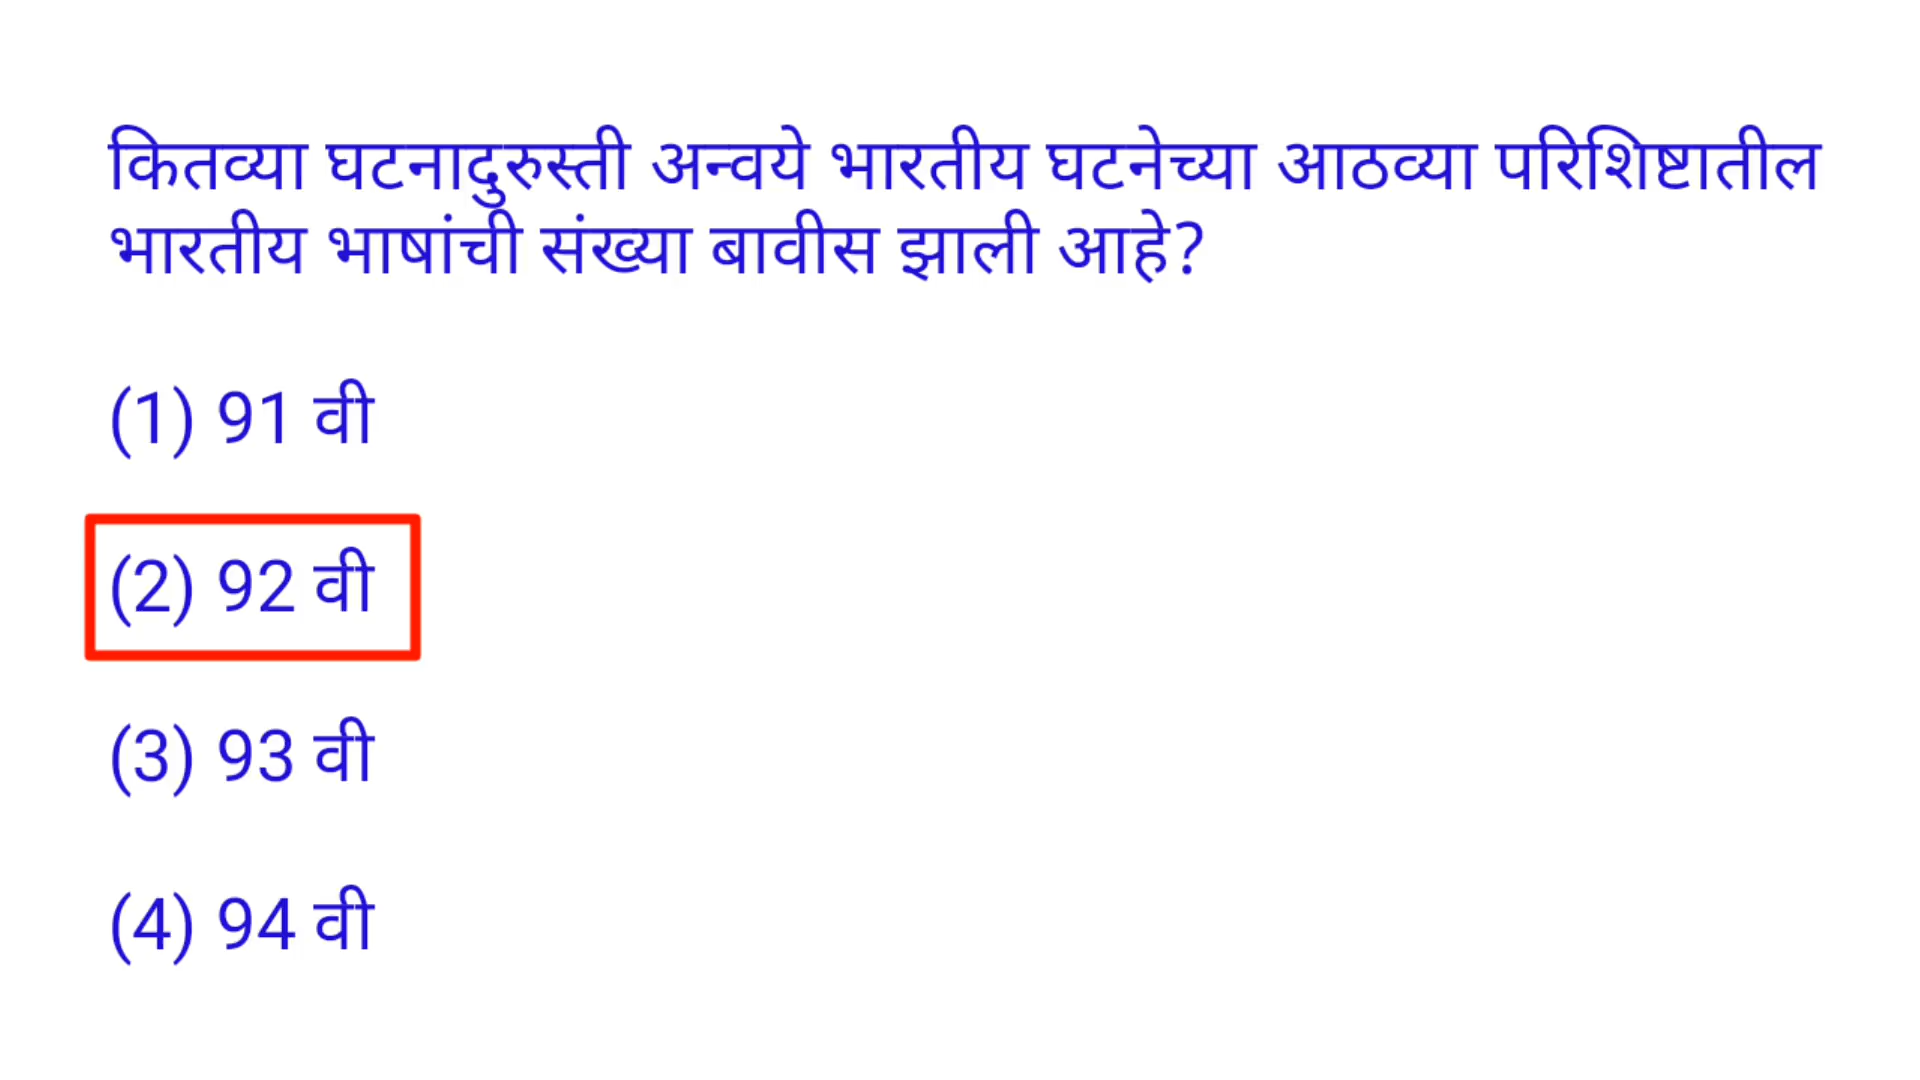 कितव्या घटनादुरुस्ती अन्वये भारतीय घटनेच्या आठव्या परिशिष्टातील
भारतीय भाषांची संख्या बावीस झाली आहे?
(1) 91 वी
(2) 92 वी
(3) 93 वी
(4) 94 वी